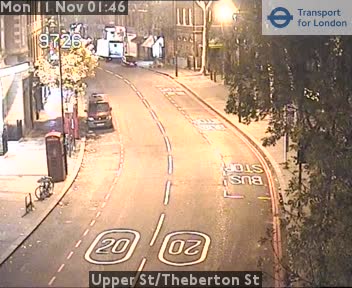 Mon 11 Nov 01:46
Transport
for London
9726
BUS
STOP
20 20
Upper St/Theberton St